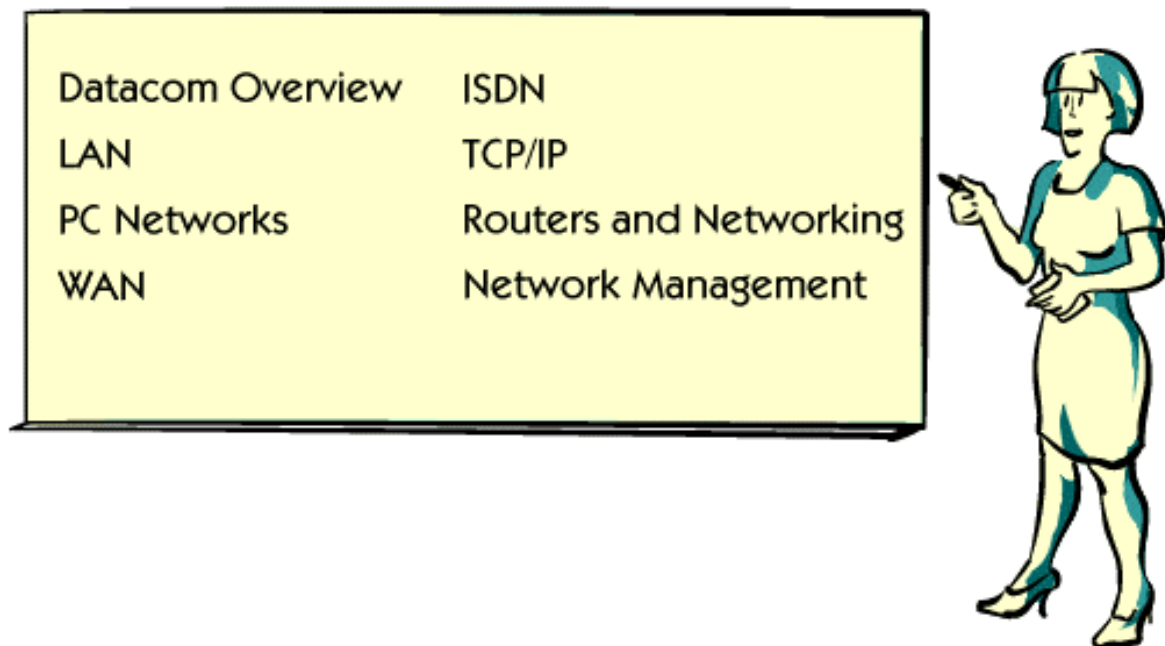 Datacom Overview
LAN
PC Networks
WAN
ISDN
TCP/IP
Routers and Networking
Network Management